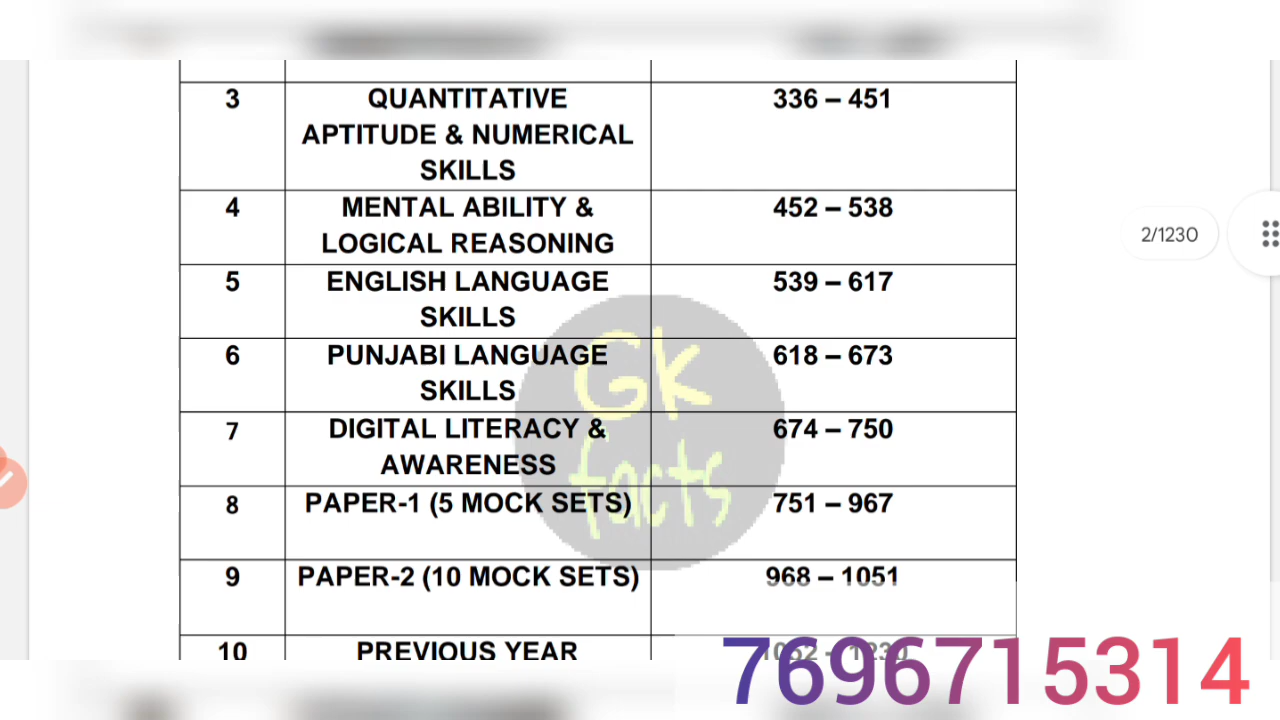 3 QUANTITATIVE 336 – 451
APTITUDE & NUMERICAL
SKILLS
4 MENTAL ABILITY & 452 – 538
LOGICAL REASONING
2/1230
5 ENGLISH LANGUAGE 539 – 617
SKILLS
6 PUNJABI LANGUAGE 618 – 673
SKILLS
Gk
facts
7 DIGITAL LITERACY & 674 – 750
AWARENESS
8 PAPER-1 (5 MOCK SETS) 751 – 967
9 PAPER-2 (10 MOCK SETS) 968 – 1051
10 PREVIOUS YEAR 1052 – 1230
7696715314